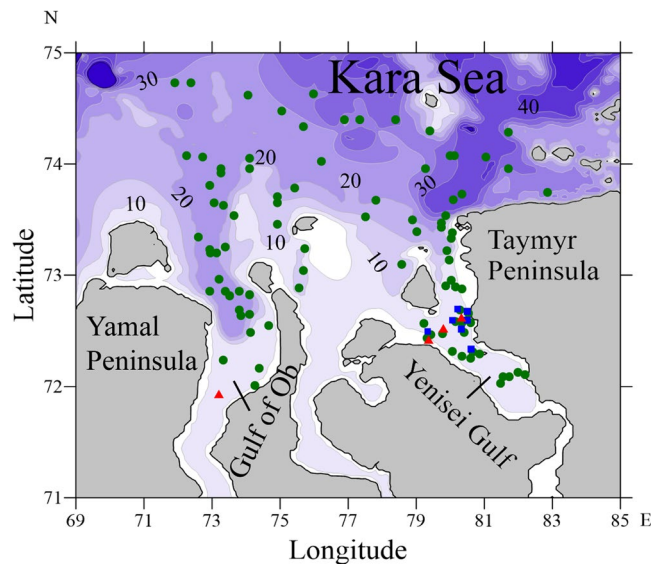 N
75
74
73
72
71
Latitude
Kara Sea
30
40
20
20
30
20
10
10
10
Taymyr
Peninsula
Yamal
Peninsula
Gulf of Ob
Yenisei Gulf
69 71 73 75 77 79 81 83 85 E
Longitude